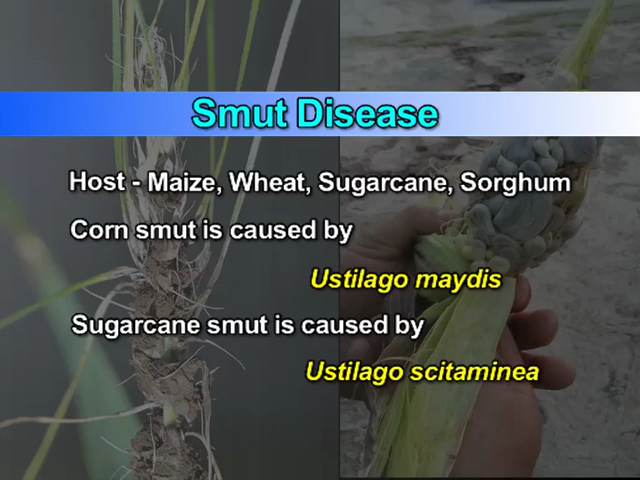 Smut Disease
Host - Maize, Wheat, Sugarcane, Sorghum
Corn smut is caused by
Ustilago maydis
Sugarcane smut is caused by
Ustilago scitaminea